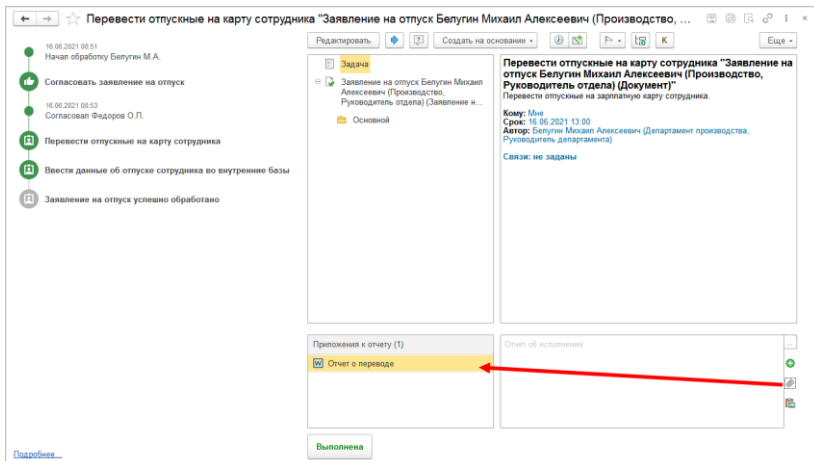 Перевести отпускные на карту сотрудника "Заявление на отпуск Белугин Михаил Алексеевич (Производство, ...
16.06.2021 08:51
Начал обработку Белугин М.А.
Согласовать заявление на отпуск
16.06.2021 08:53
Согласовал Федоров О.П.
Перевести отпускные на карту сотрудника
Ввести данные об отпуске сотрудника во внутренние базы
Заявление на отпуск успешно обработано
Подробнее...
Редактировать
Создать на основании
К
Еще
Задача
Заявление на отпуск Белугин Михаил
Алексеевич (Производство,
Руководитель отдела) (Заявление н...
Основной
Перевести отпускные на карту сотрудника "Заявление на
отпуск Белугин Михаил Алексеевич (Производство,
Руководитель отдела) (Документ)"
Перевести отпускные на зарплатную карту сотрудника.
Кому: Мне
Срок: 16.06.2021 13:00
Автор: Белугин Михаил Алексеевич (Департамент производства,
Руководитель департамента)
Связи: не заданы
Приложения к отчету (1)
W Отчет о переводе
Отчет об исполнении
...
Выполнена